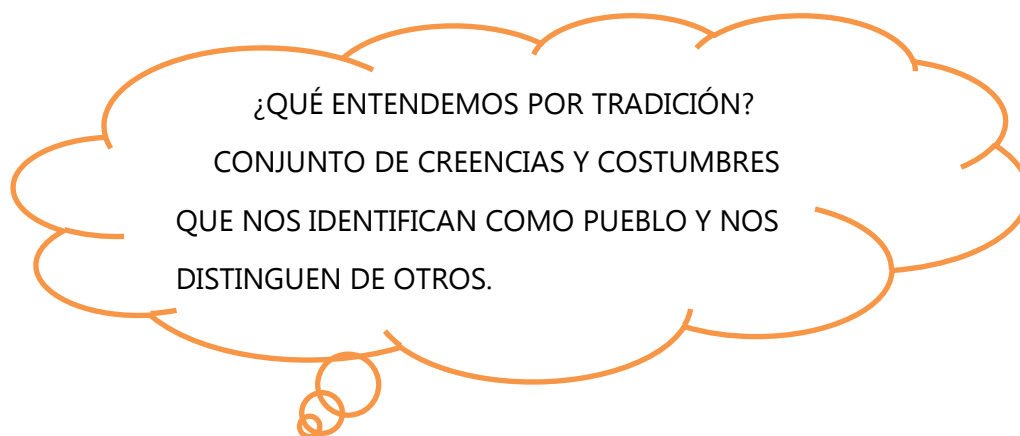 ¿QUÉ ENTENDEMOS POR TRADICIÓN?
CONJUNTO DE CREENCIAS Y COSTUMBRES
QUE NOS IDENTIFICAN COMO PUEBLO Y NOS
DISTINGUEN DE OTROS.